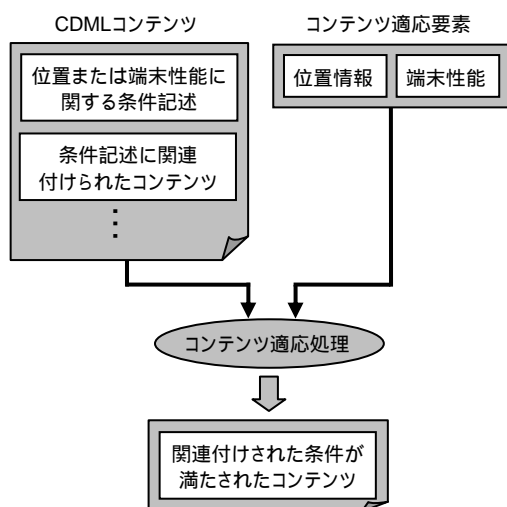 CDMLコンテンツ
コンテンツ適応要素
位置または端末性能に
関する条件記述
位置情報
端末性能
条件記述に関連
付けられたコンテンツ
コンテンツ適応処理
関連付けされた条件が
満たされたコンテンツ